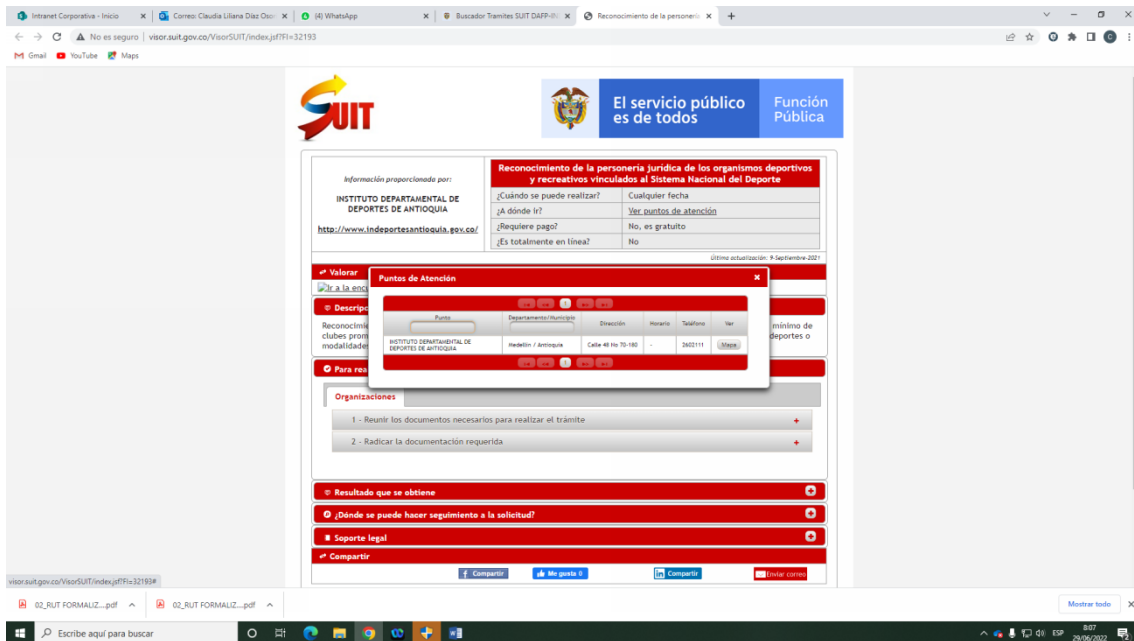 Intranet Corporativa - Inicio
Correo: Claudia Liliana Díaz Osor
(4) WhatsApp
Buscador Tramites SUIT DAFP-IN
Reconocimiento de la personería
No es seguro | visor.suit.gov.co/VisorSUIT/index.jsf?FI=32193
Gmail YouTube Maps
SUIT
El servicio público
es de todos
Función
Pública
Información proporcionada por:
INSTITUTO DEPARTAMENTAL DE
DEPORTES DE ANTIOQUIA
http://www.indeportesantioquia.gov.co/
Reconocimiento de la personería jurídica de los organismos deportivos
y recreativos vinculados al Sistema Nacional del Deporte
¿Cuándo se puede realizar? Cualquier fecha
¿A dónde ir? Ver puntos de atención
¿Requiere pago? No, es gratuito
¿Es totalmente en línea? No
Última actualización: 9-Septiembre-2021
Valorar
Ir a la encu
Puntos de Atención
Punto Departamento/Municipio Dirección Horario Teléfono Ver
INSTITUTO DEPARTAMENTAL DE
DEPORTES DE ANTIOQUIA
Medellín / Antioquia Calle 48 No 70-180 - 2602111 Mapa
1
1
Descripc
Reconocimie mínimo de
clubes prom deportes o
modalidades
Para rea
Organizaciones
1 - Reunir los documentos necesarios para realizar el trámite +
2 - Radicar la documentación requerida +
Resultado que se obtiene
¿Dónde se puede hacer seguimiento a la solicitud?
Soporte legal
Compartir
Compartir Me gusta 0 Compartir Enviar correo
visor.suit.gov.co/VisorSUIT/index.jsf?FI=32193#
02_RUT FORMALIZ....pdf 02_RUT FORMALIZ....pdf Mostrar todo
Escribe aquí para buscar
ESP
8:07
29/06/2022